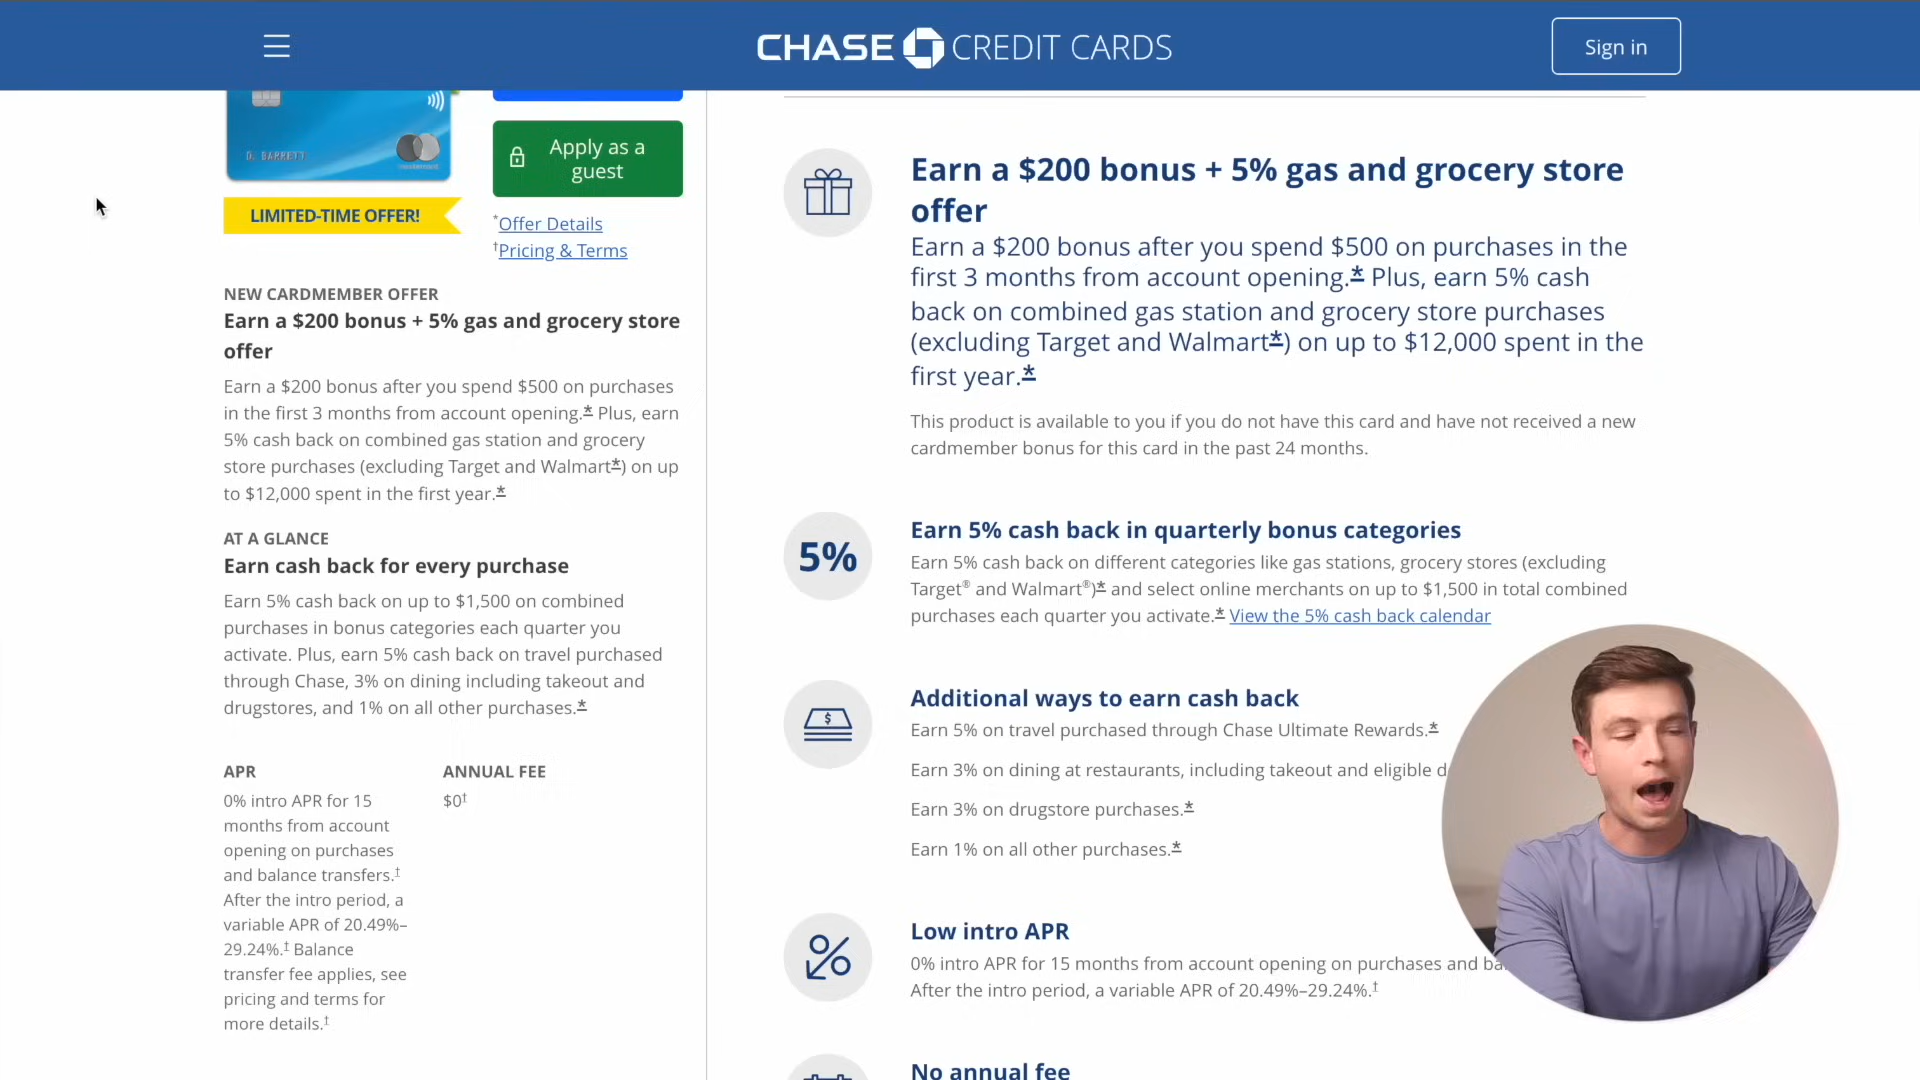 CHASE CREDIT CARDS
Sign in
D. BARRETT
Apply as a
guest
LIMITED-TIME OFFER!
*Offer Details
†Pricing & Terms
NEW CARDMEMBER OFFER
Earn a $200 bonus + 5% gas and grocery store
offer
Earn a $200 bonus after you spend $500 on purchases
in the first 3 months from account opening.* Plus, earn
5% cash back on combined gas station and grocery
store purchases (excluding Target and Walmart*) on up
to $12,000 spent in the first year.*
AT A GLANCE
Earn cash back for every purchase
Earn 5% cash back on up to $1,500 on combined
purchases in bonus categories each quarter you
activate. Plus, earn 5% cash back on travel purchased
through Chase, 3% on dining including takeout and
drugstores, and 1% on all other purchases.*
APR
0% intro APR for 15
months from account
opening on purchases
and balance transfers.†
After the intro period, a
variable APR of 20.49%–
29.24%.† Balance
transfer fee applies, see
pricing and terms for
more details.†
ANNUAL FEE
$0†
Earn a $200 bonus + 5% gas and grocery store
offer
Earn a $200 bonus after you spend $500 on purchases in the
first 3 months from account opening.* Plus, earn 5% cash
back on combined gas station and grocery store purchases
(excluding Target and Walmart*) on up to $12,000 spent in the
first year.*
This product is available to you if you do not have this card and have not received a new
cardmember bonus for this card in the past 24 months.
5%
Earn 5% cash back in quarterly bonus categories
Earn 5% cash back on different categories like gas stations, grocery stores (excluding
Target® and Walmart®)* and select online merchants on up to $1,500 in total combined
purchases each quarter you activate.* View the 5% cash back calendar
$
Additional ways to earn cash back
Earn 5% on travel purchased through Chase Ultimate Rewards.*
Earn 3% on dining at restaurants, including takeout and eligible d
Earn 3% on drugstore purchases.*
Earn 1% on all other purchases.*
%
Low intro APR
0% intro APR for 15 months from account opening on purchases and ba
After the intro period, a variable APR of 20.49%–29.24%.†
No annual fee